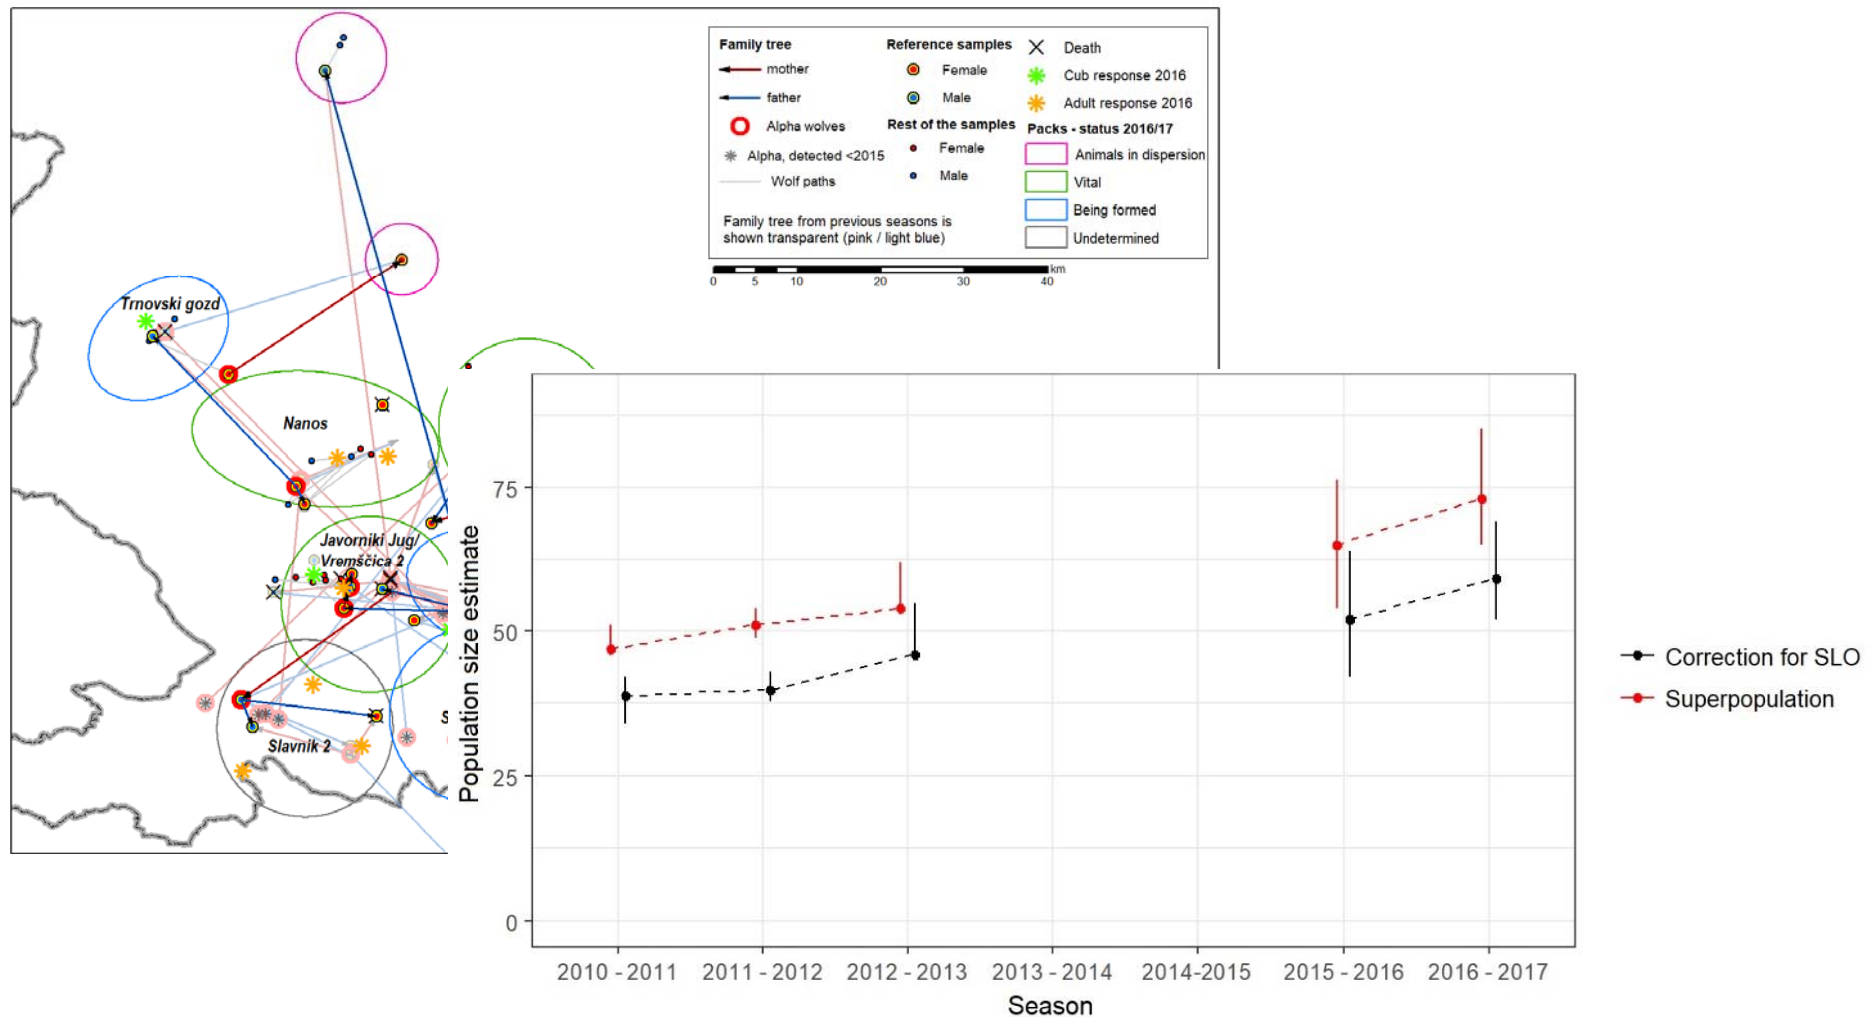 Family tree
mother
father
Alpha wolves
Alpha, detected <2015
Wolf paths
Family tree from previous seasons is
shown transparent (pink / light blue)
Reference samples
Female
Male
Rest of the samples
Female
Male
Death
Cub response 2016
Adult response 2016
Packs - status 2016/17
Animals in dispersion
Vital
Being formed
Undetermined
0 5 10 20 30 40 km
Trnovski gozd
Nanos
Javorniki Jug/
Vremščica 2
Slavnik 2
S
Population size estimate
75
50
25
0
2010 - 2011 2011 - 2012 2012 - 2013 2013 - 2014 2014-2015 2015 - 2016 2016 - 2017
Season
Correction for SLO
Superpopulation